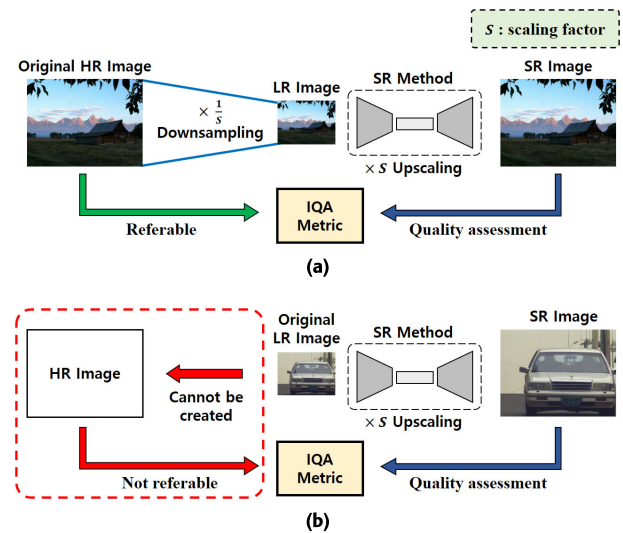 S : scaling factor
Original HR Image
LR Image
SR Method
SR Image
× 1/s
Downsampling
× S Upscaling
IQA
Metric
Referable
Quality assessment
(a)
Original
LR Image
SR Method
SR Image
HR Image
Cannot be
created
× S Upscaling
IQA
Metric
Not referable
Quality assessment
(b)